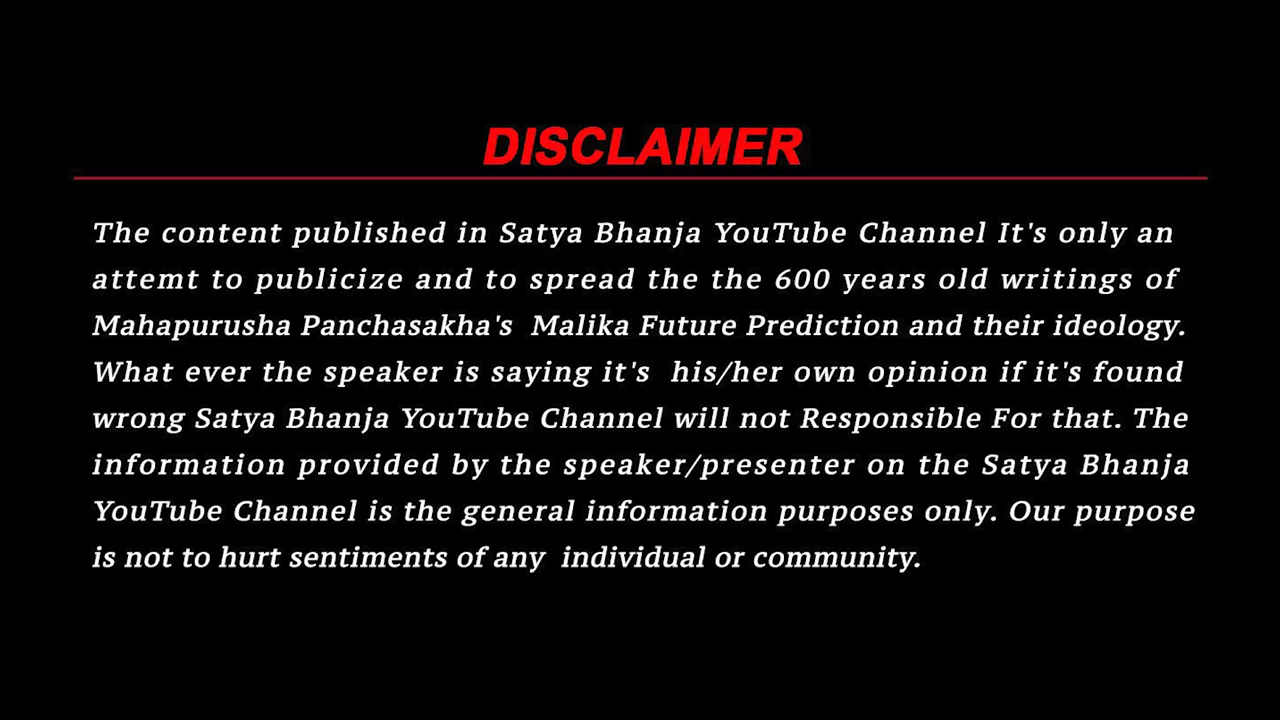 DISCLAIMER
The content published in Satya Bhanja YouTube Channel It's only an
attemt to publicize and to spread the the 600 years old writings of
Mahapurusha Panchasakha's Malika Future Prediction and their ideology.
What ever the speaker is saying it's his/her own opinion if it's found
wrong Satya Bhanja YouTube Channel will not Responsible For that. The
information provided by the speaker/presenter on the Satya Bhanja
YouTube Channel is the general information purposes only. Our purpose
is not to hurt sentiments of any individual or community.